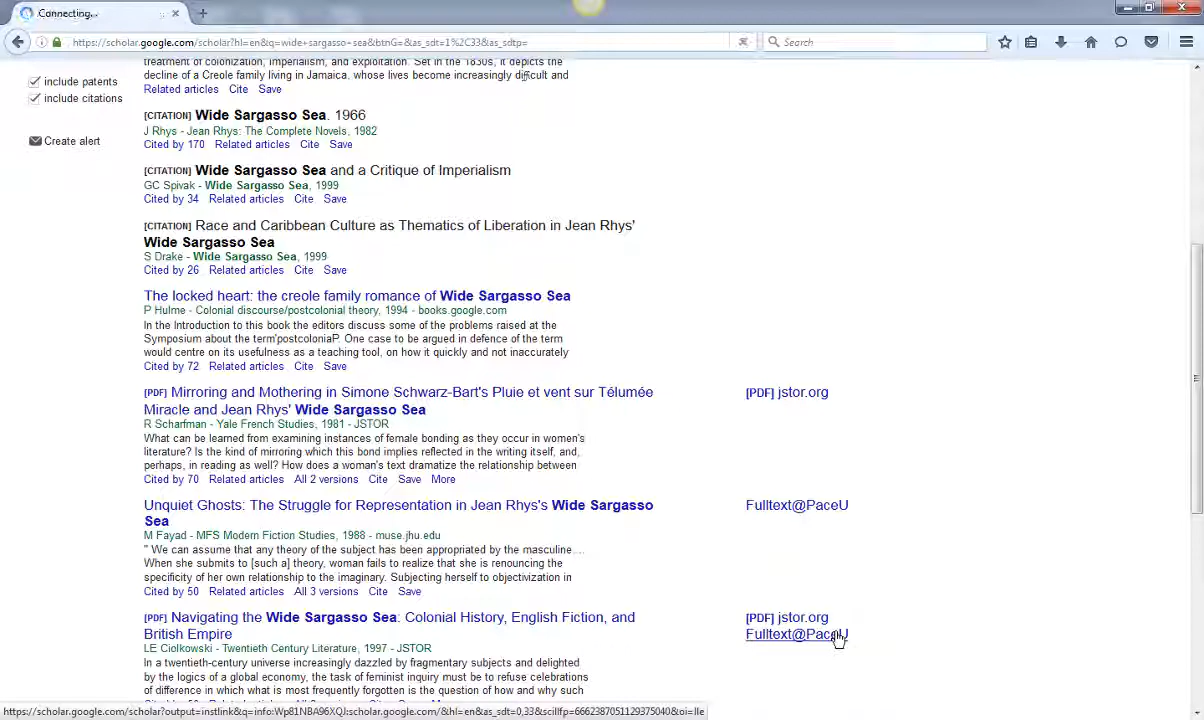 Connecting...
https://scholar.google.com/scholar?hl=en&q=wide+sargasso+sea&btnG=&as_sdt=1%2C33&as_sdtp=
Search
treatment of colonization, imperialism, and exploitation. Set in the 1830s, it depicts the
include patents
decline of a Creole family living in Jamaica, whose lives become increasingly difficult and
Related articles Cite Save
include citations
[CITATION] Wide Sargasso Sea. 1966
J Rhys - Jean Rhys: The Complete Novels, 1982
Create alert
Cited by 170 Related articles Cite Save
[CITATION] Wide Sargasso Sea and a Critique of Imperialism
GC Spivak - Wide Sargasso Sea, 1999
Cited by 34 Related articles Cite Save
[CITATION] Race and Caribbean Culture as Thematics of Liberation in Jean Rhys'
Wide Sargasso Sea
S Drake - Wide Sargasso Sea, 1999
Cited by 26 Related articles Cite Save
The locked heart: the creole family romance of Wide Sargasso Sea
P Hulme - Colonial discourse/postcolonial theory, 1994 - books.google.com
In the Introduction to this book the editors discuss some of the problems raised at the
Symposium about the term'postcoloniaP. One case to be argued in defence of the term
would centre on its usefulness as a teaching tool, on how it quickly and not inaccurately
Cited by 72 Related articles Cite Save
[PDF] Mirroring and Mothering in Simone Schwarz-Bart's Pluie et vent sur Télumée
[PDF] jstor.org
Miracle and Jean Rhys' Wide Sargasso Sea
R Scharfman - Yale French Studies, 1981 - JSTOR
What can be learned from examining instances of female bonding as they occur in women's
literature? Is the kind of mirroring which this bond implies reflected in the writing itself, and,
perhaps, in reading as well? How does a woman's text dramatize the relationship between
Cited by 70 Related articles All 2 versions Cite Save More
Unquiet Ghosts: The Struggle for Representation in Jean Rhys's Wide Sargasso
Fulltext@PaceU
Sea
M Fayad - MFS Modern Fiction Studies, 1988 - muse.jhu.edu
" We can assume that any theory of the subject has been appropriated by the masculine....
When she submits to [such a] theory, woman fails to realize that she is renouncing the
specificity of her own relationship to the imaginary. Subjecting herself to objectivization in
Cited by 50 Related articles All 3 versions Cite Save
[PDF] Navigating the Wide Sargasso Sea: Colonial History, English Fiction, and
[PDF] jstor.org
British Empire
Fulltext@PaceU
LE Ciolkowski - Twentieth Century Literature, 1997 - JSTOR
In a twentieth-century universe increasingly dazzled by fragmentary subjects and delighted
by the logics of a global economy, the task of feminist inquiry must be to refuse celebrations
of difference in which what is most frequently forgotten is the question of how and why such
https://scholar.google.com/scholar?output=instlink&q=info:Wp81NBA96XQJ:scholar.google.com/&hl=en&as_sdt=0,33&scillfp=6662387051129375040&oi=lle